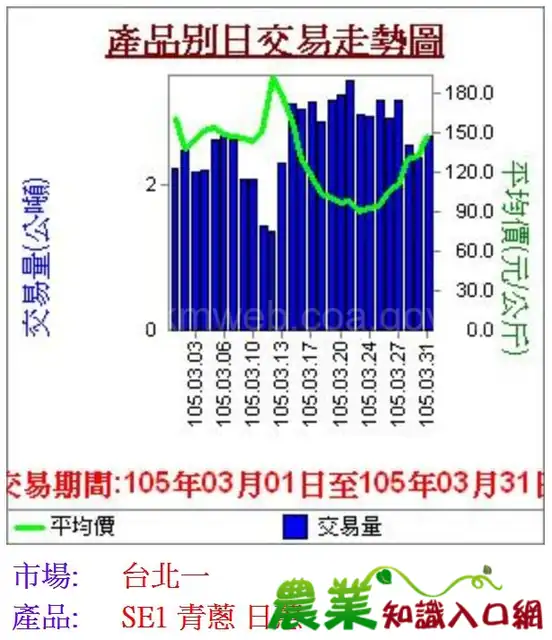 產品別日交易走勢圖
交易量(公噸)
2
0
180.0
150.0
120.0
90.0
60.0
30.0
0.0
平均價(元/公斤)
kmweb.coa.gov
105.03.03
105.03.06
105.03.10
105.03.13
105.03.17
105.03.20
105.03.24
105.03.27
105.03.31
交易期間:105年03月01日至105年03月31日
平均價
交易量
市場: 台北一
產品: SE1 青蔥 日
農業知識入口網